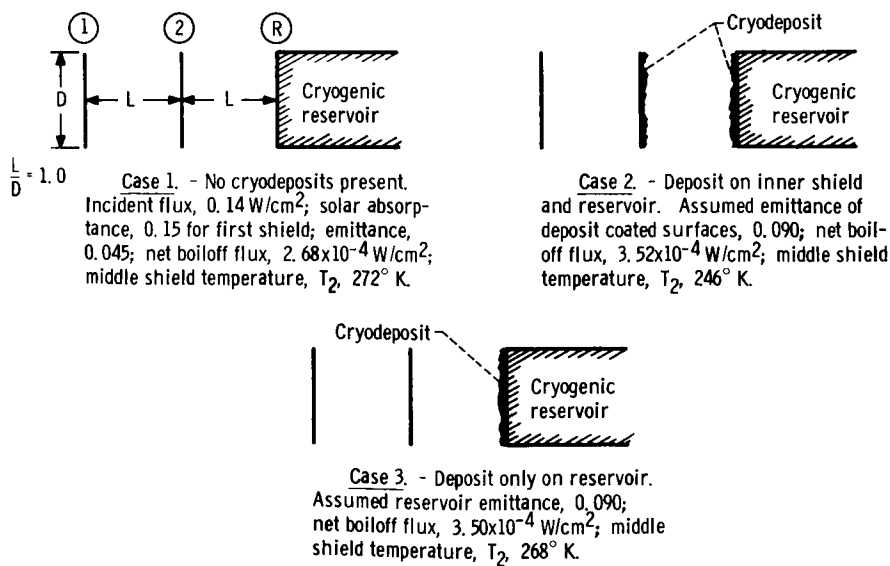 1 2 R
D L L
Cryogenic
reservoir
L/D = 1.0
Case 1. - No cryodeposits present.
Incident flux, 0.14 W/cm²; solar absorp-
tance, 0.15 for first shield; emittance,
0.045; net boiloff flux, 2.68x10⁻⁴ W/cm²;
middle shield temperature, T₂, 272° K.
Cryodeposit
Cryogenic
reservoir
Case 2. - Deposit on inner shield
and reservoir. Assumed emittance of
deposit coated surfaces, 0.090; net boil-
off flux, 3.52x10⁻⁴ W/cm²; middle shield
temperature, T₂, 246° K.
Cryodeposit
Cryogenic
reservoir
Case 3. - Deposit only on reservoir.
Assumed reservoir emittance, 0.090;
net boiloff flux, 3.50x10⁻⁴ W/cm²; middle
shield temperature, T₂, 268° K.